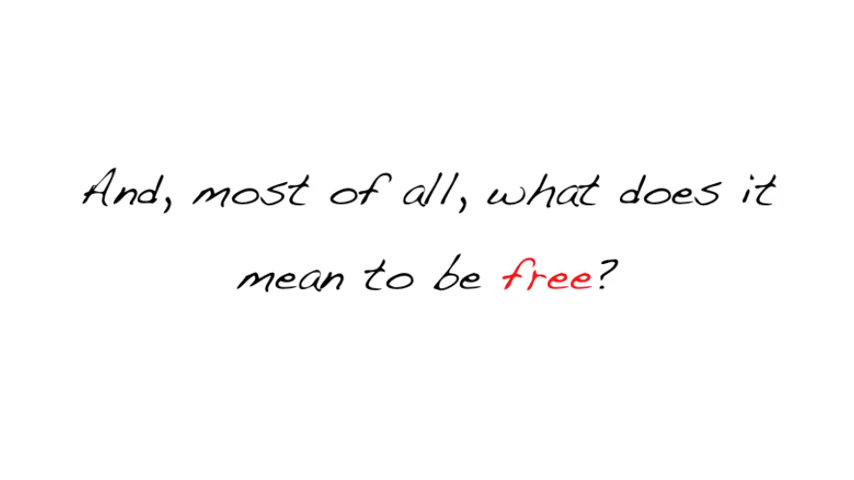 And, most of all, what does it
mean to be free?